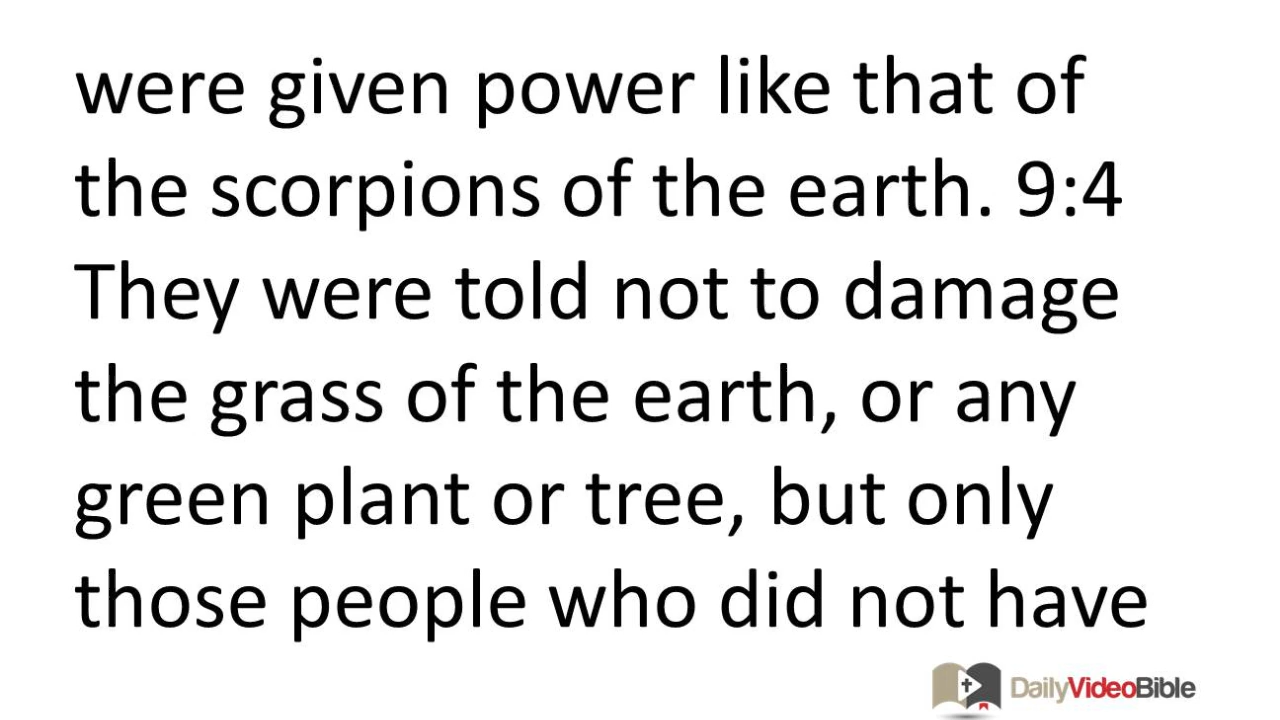 were given power like that of
the scorpions of the earth. 9:4
They were told not to damage
the grass of the earth, or any
green plant or tree, but only
those people who did not have
DailyVideoBible